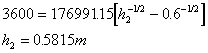 3600 = 17699115[h₂^{-1/2} - 0.6^{-1/2}]
h₂ = 0.5815m